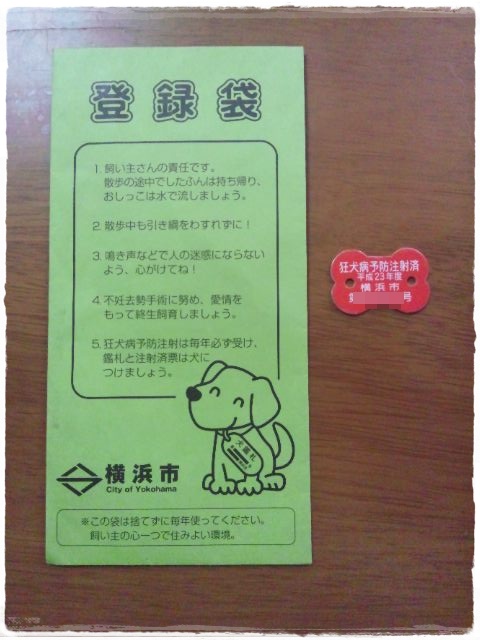 登録袋
1. 飼い主さんの責任です。
散歩の途中でしたふんは持ち帰り、
おしっこは水で流しましょう。
2. 散歩中も引き綱をわすれずに！
3. 鳴き声などで人の迷惑にならない
よう、心がけてね！
4. 不妊去勢手術に努め、愛情を
もって終生飼育しましょう。
5. 狂犬病予防注射は毎年必ず受け、
鑑札と注射済票は犬に
つけましょう。
犬鑑札
横浜市
City of Yokohama
※この袋は捨てずに毎年使ってください。
飼い主の心一つで住みよい環境。
狂犬病予防注射済
平成23年度
横浜市
第 号